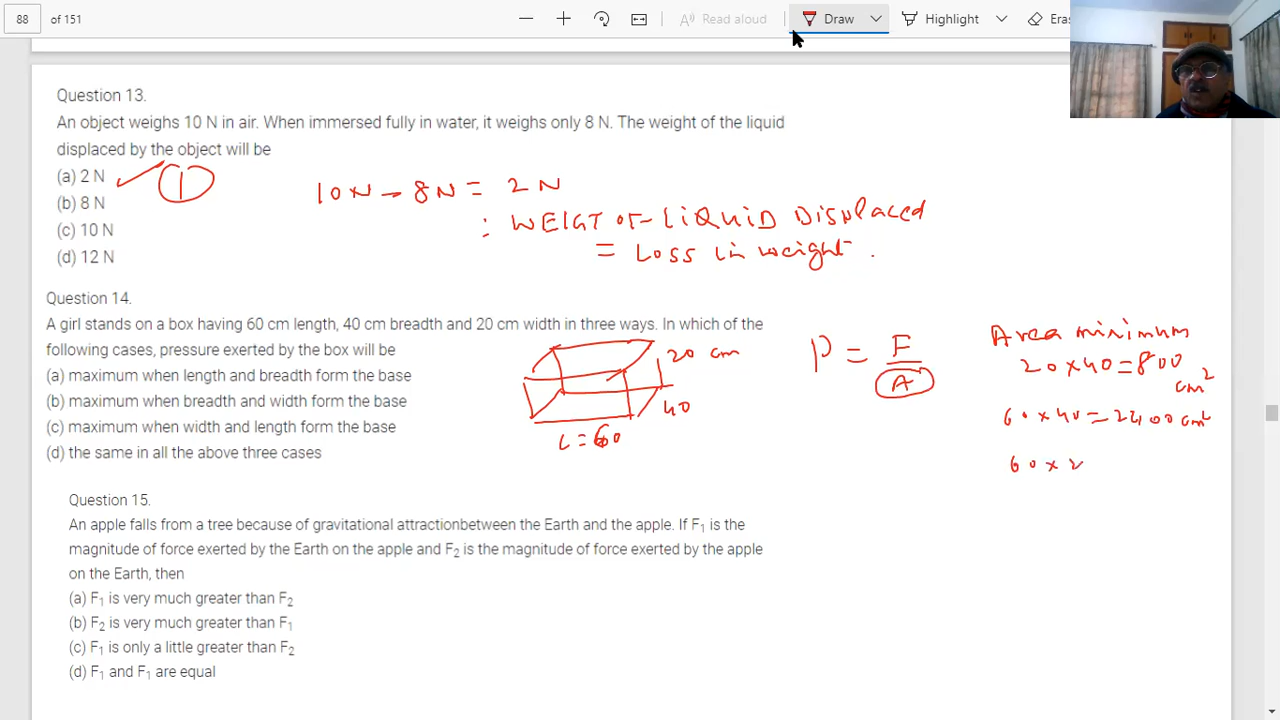 88 of 151
Read aloud
Draw
Highlight
Eras
Question 13.
An object weighs 10 N in air. When immersed fully in water, it weighs only 8 N. The weight of the liquid
displaced by the object will be
(a) 2 N
(b) 8 N
(c) 10 N
(d) 12 N
1
10 N - 8 N = 2 N
: WEIGT OF LIQUID DISPlaced
= Loss in weight .
Question 14.
A girl stands on a box having 60 cm length, 40 cm breadth and 20 cm width in three ways. In which of the
following cases, pressure exerted by the box will be
(a) maximum when length and breadth form the base
(b) maximum when breadth and width form the base
(c) maximum when width and length form the base
(d) the same in all the above three cases
20 cm
40
L = 60
P = F
A
Area minimum
20 x 40 = 800
cm²
60 x 40 = 2400 cm²
60 x 2
Question 15.
An apple falls from a tree because of gravitational attractionbetween the Earth and the apple. If F₁ is the
magnitude of force exerted by the Earth on the apple and F₂ is the magnitude of force exerted by the apple
on the Earth, then
(a) F₁ is very much greater than F₂
(b) F₂ is very much greater than F₁
(c) F₁ is only a little greater than F₂
(d) F₁ and F₁ are equal